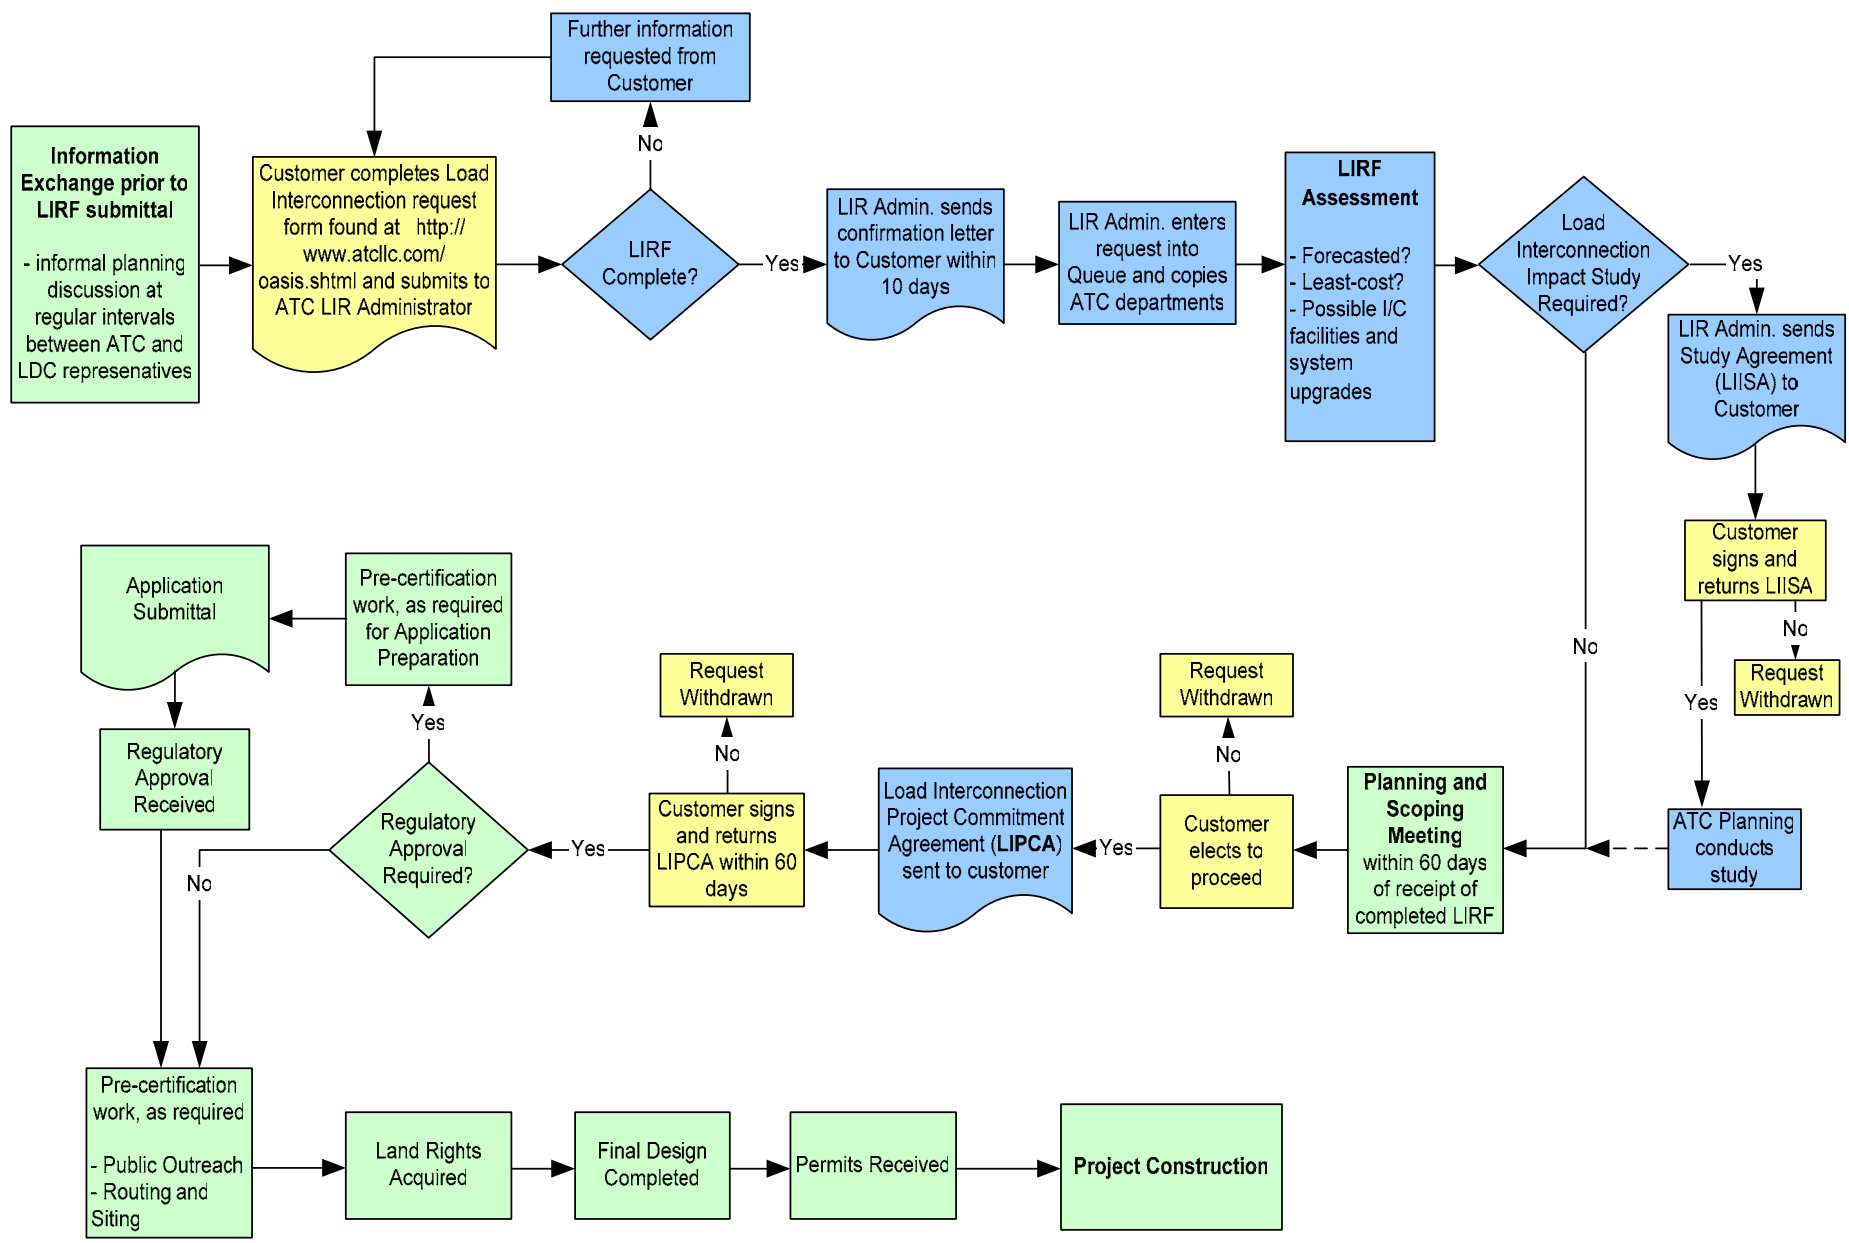 Information
Exchange prior to
LIRF submittal
- informal planning
discussion at
regular intervals
between ATC and
LDC represenatives
Further information
requested from
Customer
No
Customer completes Load
Interconnection request
form found at http://
www.atcllc.com/
oasis.shtml and submits to
ATC LIR Administrator
LIRF
Complete?
Yes
LIR Admin. sends
confirmation letter
to Customer within
10 days
LIR Admin. enters
request into
Queue and copies
ATC departments
LIRF
Assessment
- Forecasted?
- Least-cost?
- Possible I/C
facilities and
system
upgrades
Load
Interconnection
Impact Study
Required?
Yes
LIR Admin. sends
Study Agreement
(LIISA) to
Customer
Customer
signs and
returns LIISA
No
Request
Withdrawn
Yes
No
ATC Planning
conducts
study
Planning and
Scoping
Meeting
within 60 days
of receipt of
completed LIRF
Customer
elects to
proceed
No
Request
Withdrawn
Yes
Load Interconnection
Project Commitment
Agreement (LIPCA)
sent to customer
Customer signs
and returns
LIPCA within 60
days
No
Request
Withdrawn
Yes
Regulatory
Approval
Required?
Yes
Pre-certification
work, as required
for Application
Preparation
Application
Submittal
Regulatory
Approval
Received
No
Pre-certification
work, as required
- Public Outreach
- Routing and
Siting
Land Rights
Acquired
Final Design
Completed
Permits Received
Project Construction